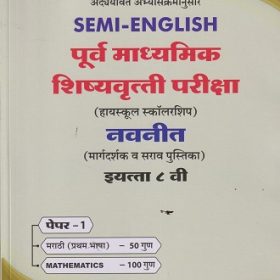 अद्ययावत अभ्यासक्रमानुसार
SEMI-ENGLISH
पूर्व माध्यमिक
शिष्यवृत्ती परीक्षा
(हायस्कूल स्कॉलरशिप)
नवनीत
(मार्गदर्शक व सराव पुस्तिका)
इयत्ता ८ वी
पेपर - 1
मराठी (प्रथम भाषा) - 50 गुण
MATHEMATICS - 100 गुण